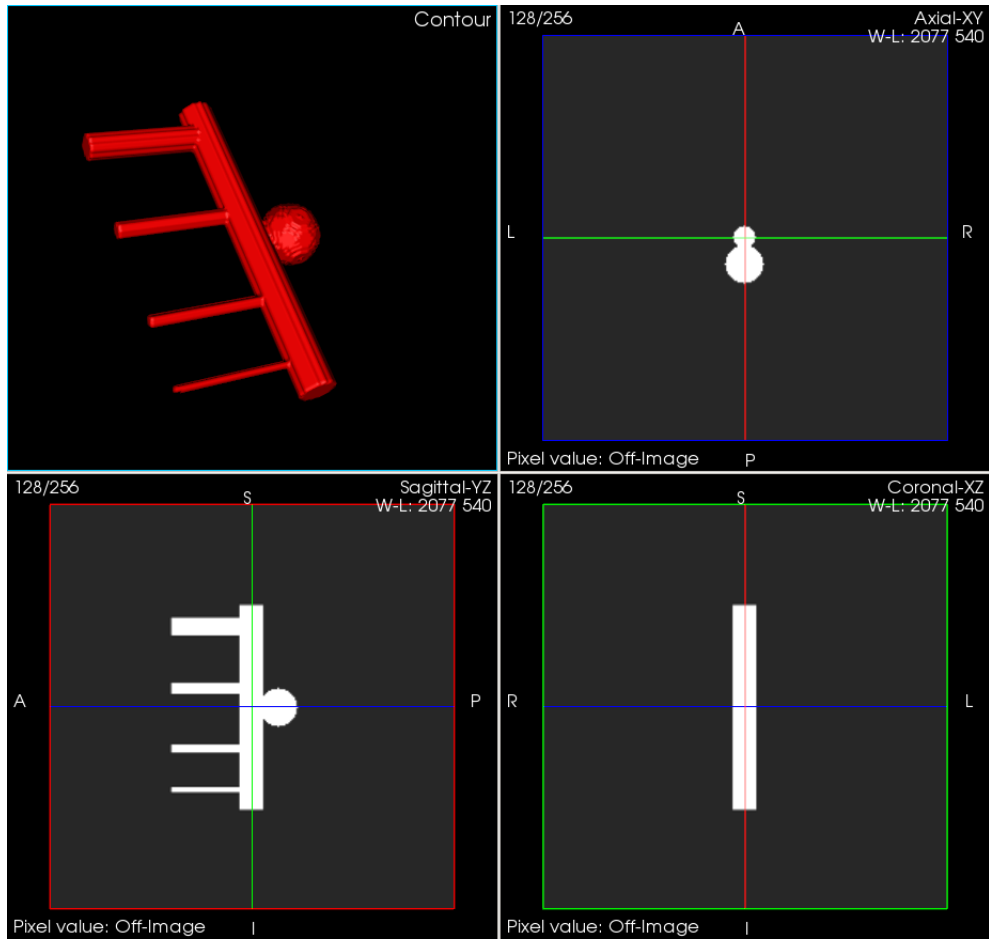 Contour
128/256
Axial-XY
W-L: 2077 540
A
L
R
Pixel value: Off-Image
P
128/256
Sagittal-YZ
W-L: 2077 540
S
A
P
Pixel value: Off-Image
I
128/256
Coronal-XZ
W-L: 2077 540
S
R
L
Pixel value: Off-Image
I